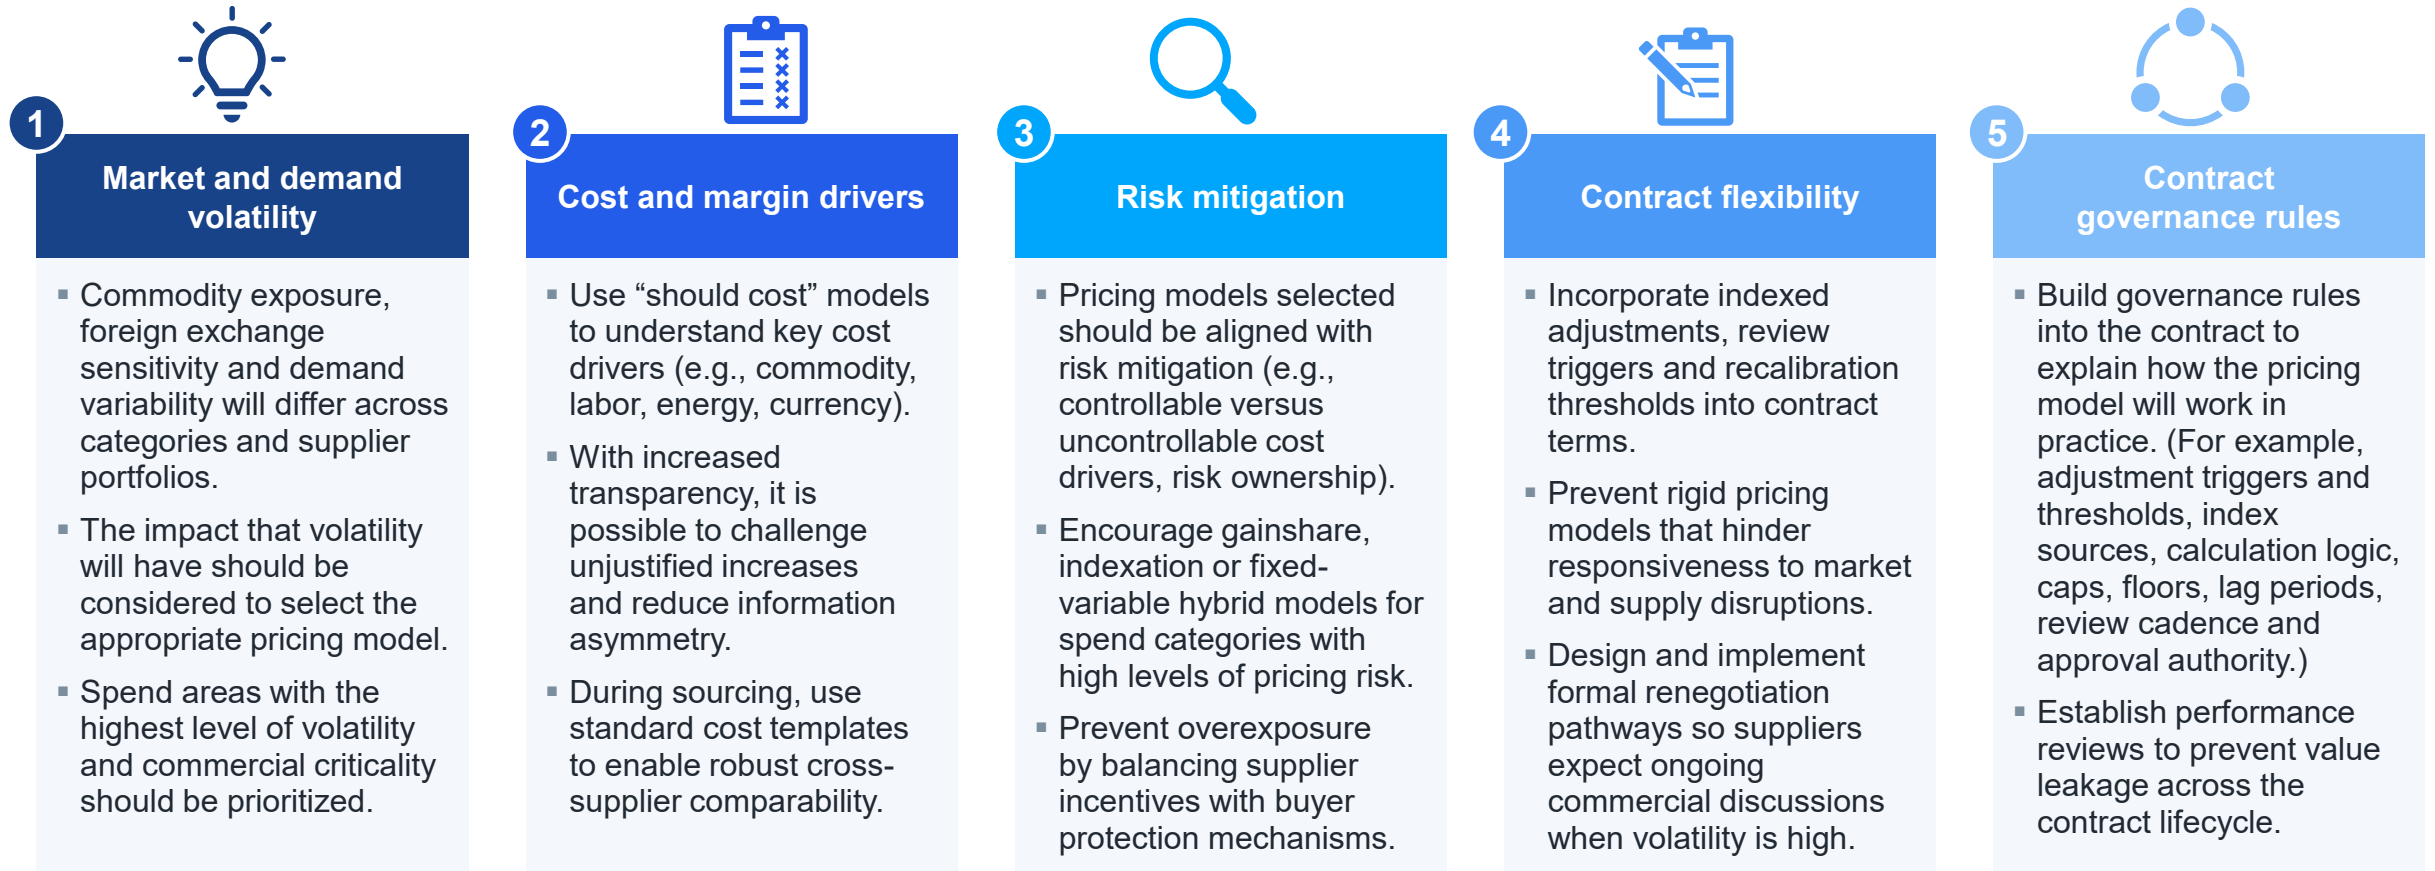 1
Market and demand
volatility
▪ Commodity exposure,
foreign exchange
sensitivity and demand
variability will differ across
categories and supplier
portfolios.
▪ The impact that volatility
will have should be
considered to select the
appropriate pricing model.
▪ Spend areas with the
highest level of volatility
and commercial criticality
should be prioritized.
2
Cost and margin drivers
▪ Use “should cost” models
to understand key cost
drivers (e.g., commodity,
labor, energy, currency).
▪ With increased
transparency, it is
possible to challenge
unjustified increases
and reduce information
asymmetry.
▪ During sourcing, use
standard cost templates
to enable robust cross-
supplier comparability.
3
Risk mitigation
▪ Pricing models selected
should be aligned with
risk mitigation (e.g.,
controllable versus
uncontrollable cost
drivers, risk ownership).
▪ Encourage gainshare,
indexation or fixed-
variable hybrid models for
spend categories with
high levels of pricing risk.
▪ Prevent overexposure
by balancing supplier
incentives with buyer
protection mechanisms.
4
Contract flexibility
▪ Incorporate indexed
adjustments, review
triggers and recalibration
thresholds into contract
terms.
▪ Prevent rigid pricing
models that hinder
responsiveness to market
and supply disruptions.
▪ Design and implement
formal renegotiation
pathways so suppliers
expect ongoing
commercial discussions
when volatility is high.
5
Contract
governance rules
▪ Build governance rules
into the contract to
explain how the pricing
model will work in
practice. (For example,
adjustment triggers and
thresholds, index
sources, calculation logic,
caps, floors, lag periods,
review cadence and
approval authority.)
▪ Establish performance
reviews to prevent value
leakage across the
contract lifecycle.